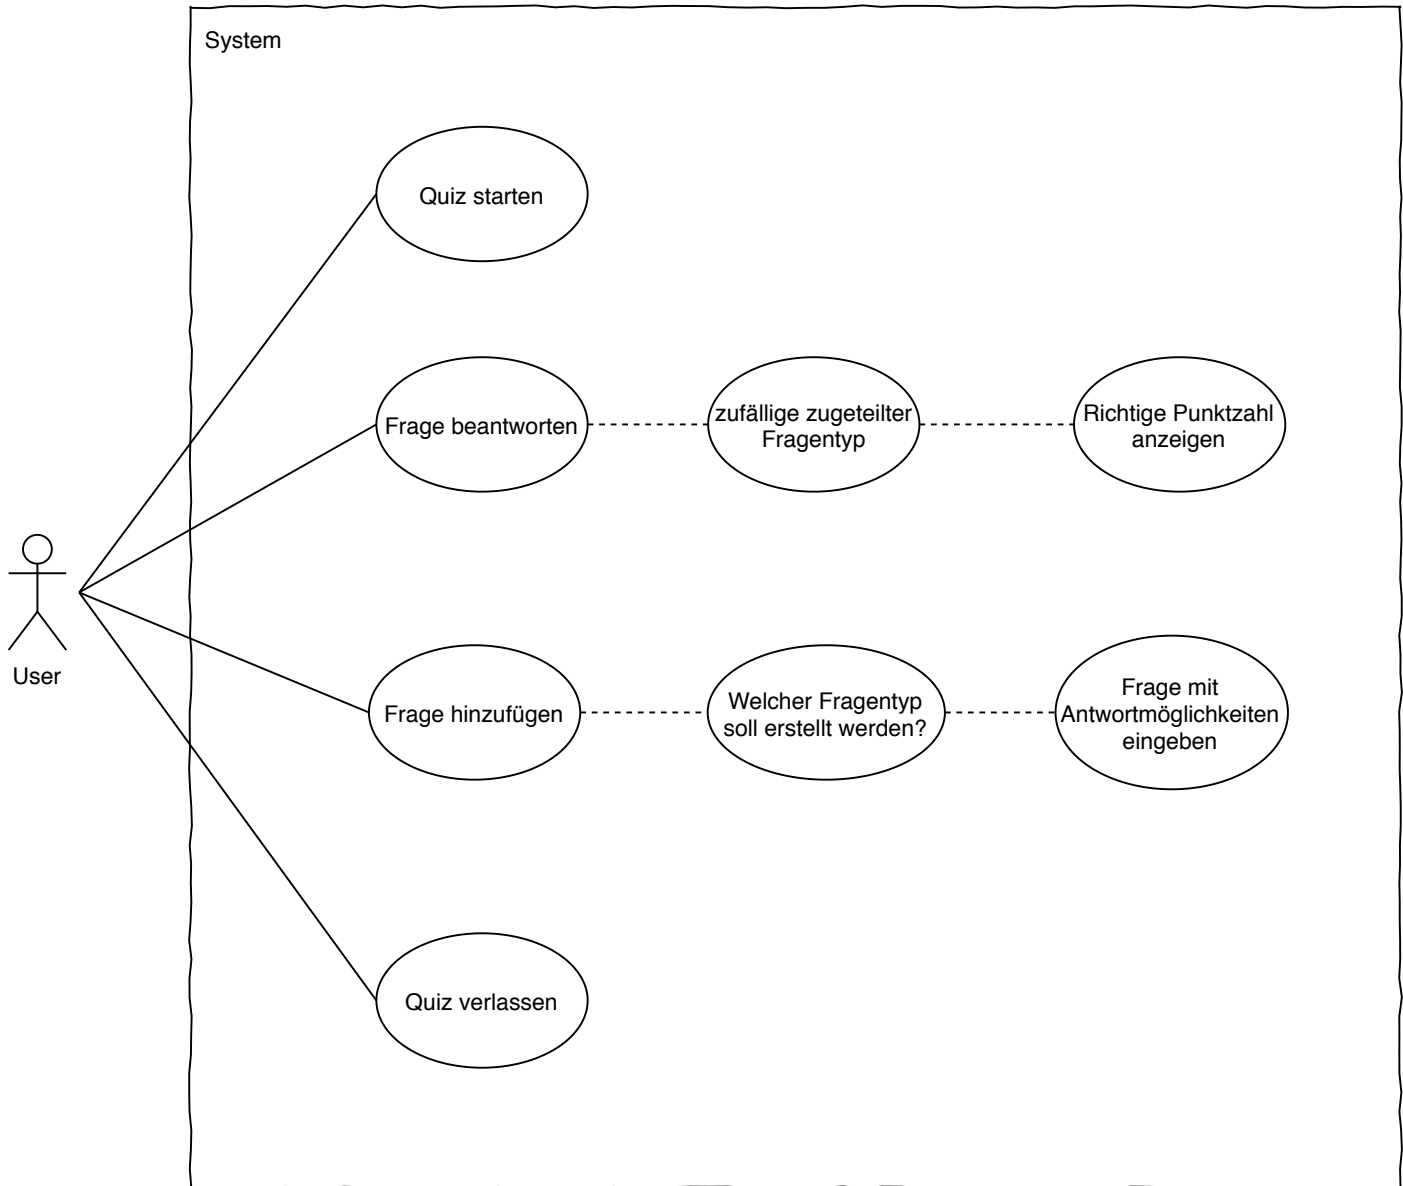 System
Quiz starten
Frage beantworten
zufällige zugeteilter
Fragentyp
Richtige Punktzahl
anzeigen
User
Frage hinzufügen
Welcher Fragentyp
soll erstellt werden?
Frage mit
Antwortmöglichkeiten
eingeben
Quiz verlassen